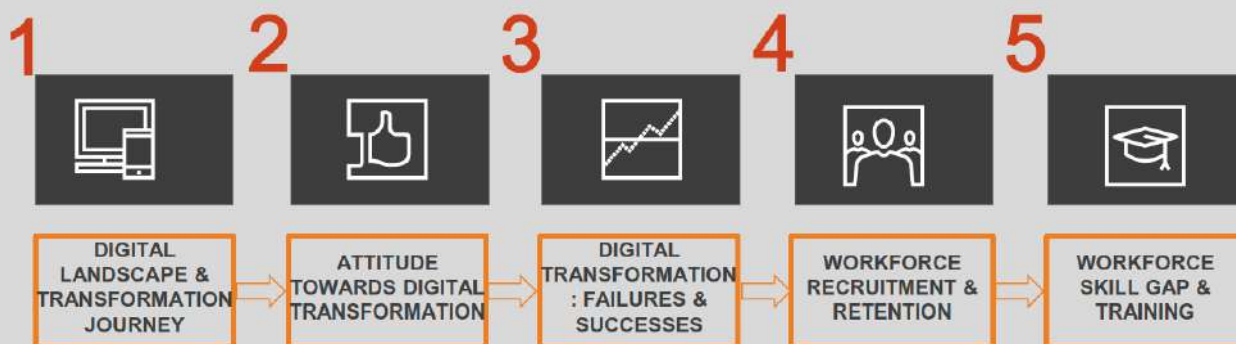 1
2
3
4
5
DIGITAL
LANDSCAPE &
TRANSFORMATION
JOURNEY
ATTITUDE
TOWARDS DIGITAL
TRANSFORMATION
DIGITAL
TRANSFORMATION
: FAILURES &
SUCCESSES
WORKFORCE
RECRUITMENT &
RETENTION
WORKFORCE
SKILL GAP &
TRAINING